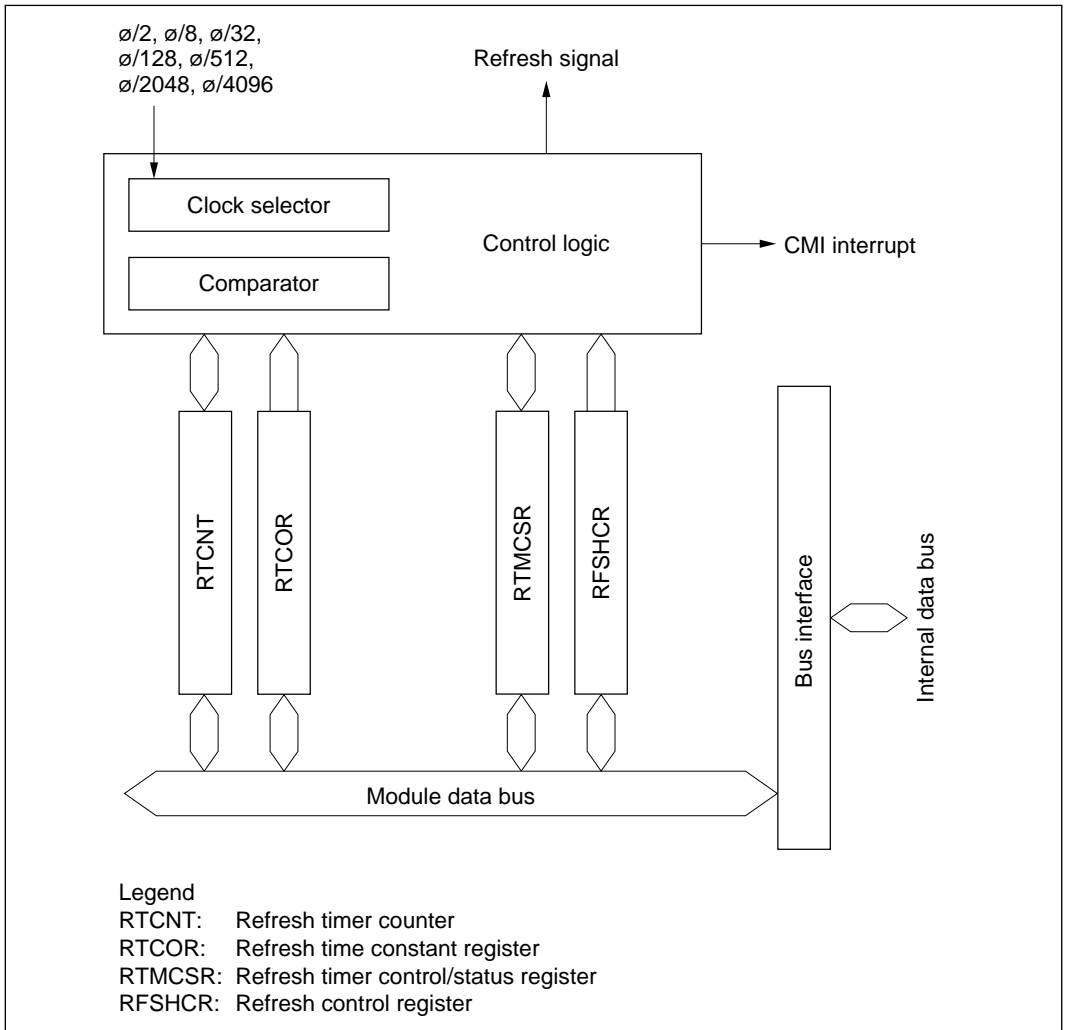 ø/2, ø/8, ø/32,
ø/128, ø/512,
ø/2048, ø/4096
Refresh signal
Clock selector
Control logic
CMI interrupt
Comparator
RTCNT
RTCOR
RTMCSR
RFSHCR
Bus interface
Internal data bus
Module data bus
Legend
RTCNT: Refresh timer counter
RTCOR: Refresh time constant register
RTMCSR: Refresh timer control/status register
RFSHCR: Refresh control register